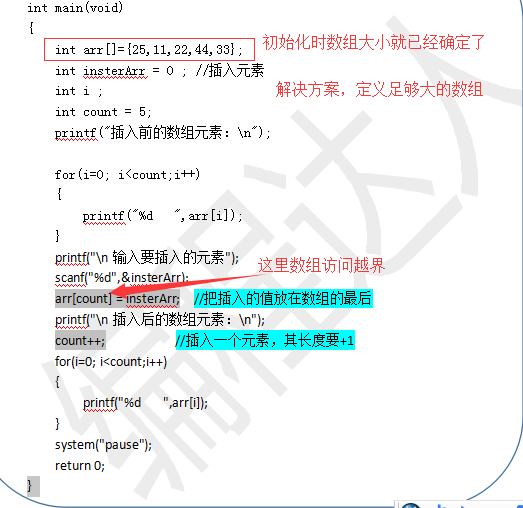 int main(void)
{
int arr[]={25,11,22,44,33}; 初始化时数组大小就已经确定了
int insterArr = 0 ; //插入元素
int i ; 解决方案，定义足够大的数组
int count = 5;
printf("插入前的数组元素：\n");
for(i=0; i<count;i++)
{
printf("%d ",arr[i]);
}
printf("\n 输入要插入的元素"); 这里数组访问越界
scanf("%d",&insterArr);
arr[count] = insterArr; //把插入的值放在数组的最后
printf("\n 插入后的数组元素：\n");
count++; //插入一个元素，其长度要+1
for(i=0; i<count;i++)
{
printf("%d ",arr[i]);
}
system("pause");
return 0;
}
编程达人